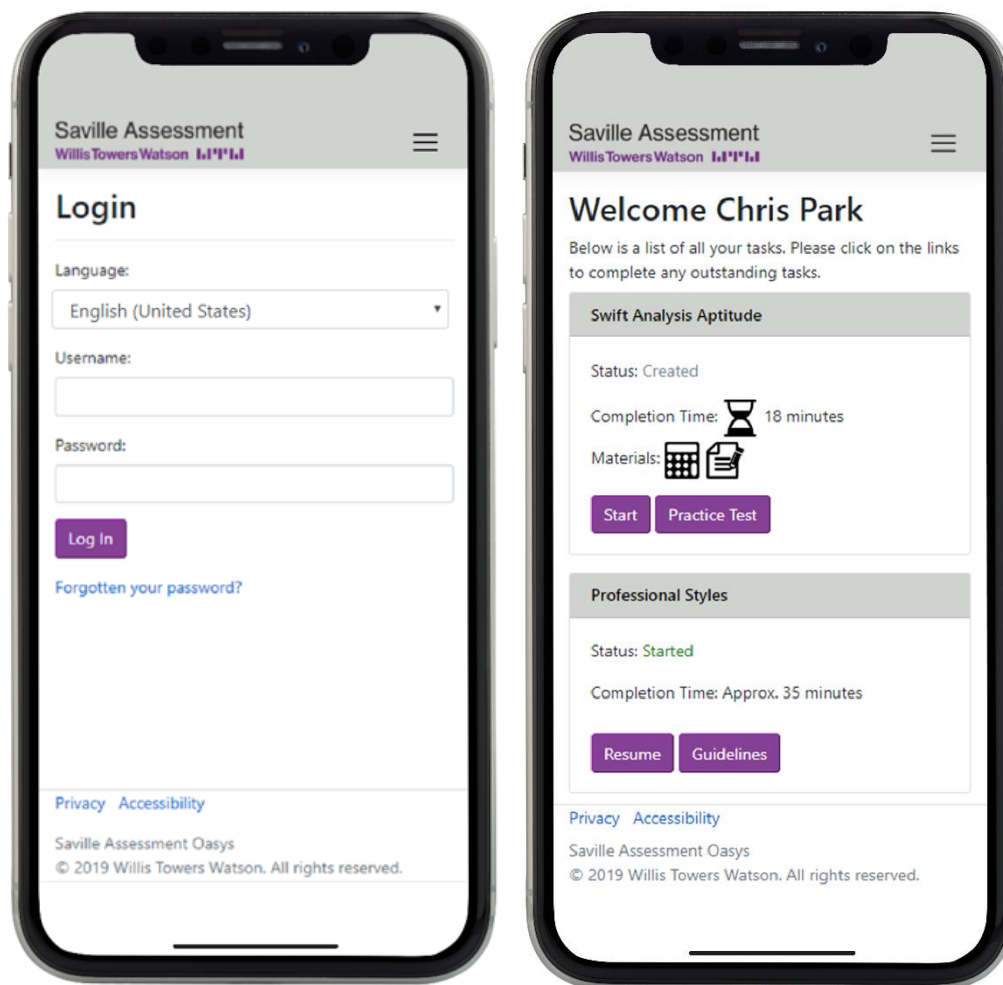 Saville Assessment
Willis Towers Watson
Login
Language:
English (United States)
Username:
Password:
Log In
Forgotten your password?
Privacy Accessibility
Saville Assessment Oasys
© 2019 Willis Towers Watson. All rights reserved.
Saville Assessment
Willis Towers Watson
Welcome Chris Park
Below is a list of all your tasks. Please click on the links
to complete any outstanding tasks.
Swift Analysis Aptitude
Status: Created
Completion Time: 18 minutes
Materials:
Start Practice Test
Professional Styles
Status: Started
Completion Time: Approx. 35 minutes
Resume Guidelines
Privacy Accessibility
Saville Assessment Oasys
© 2019 Willis Towers Watson. All rights reserved.